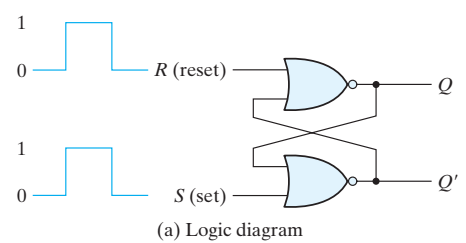 1
0
R (reset)
Q
1
0
S (set)
Q′
(a) Logic diagram